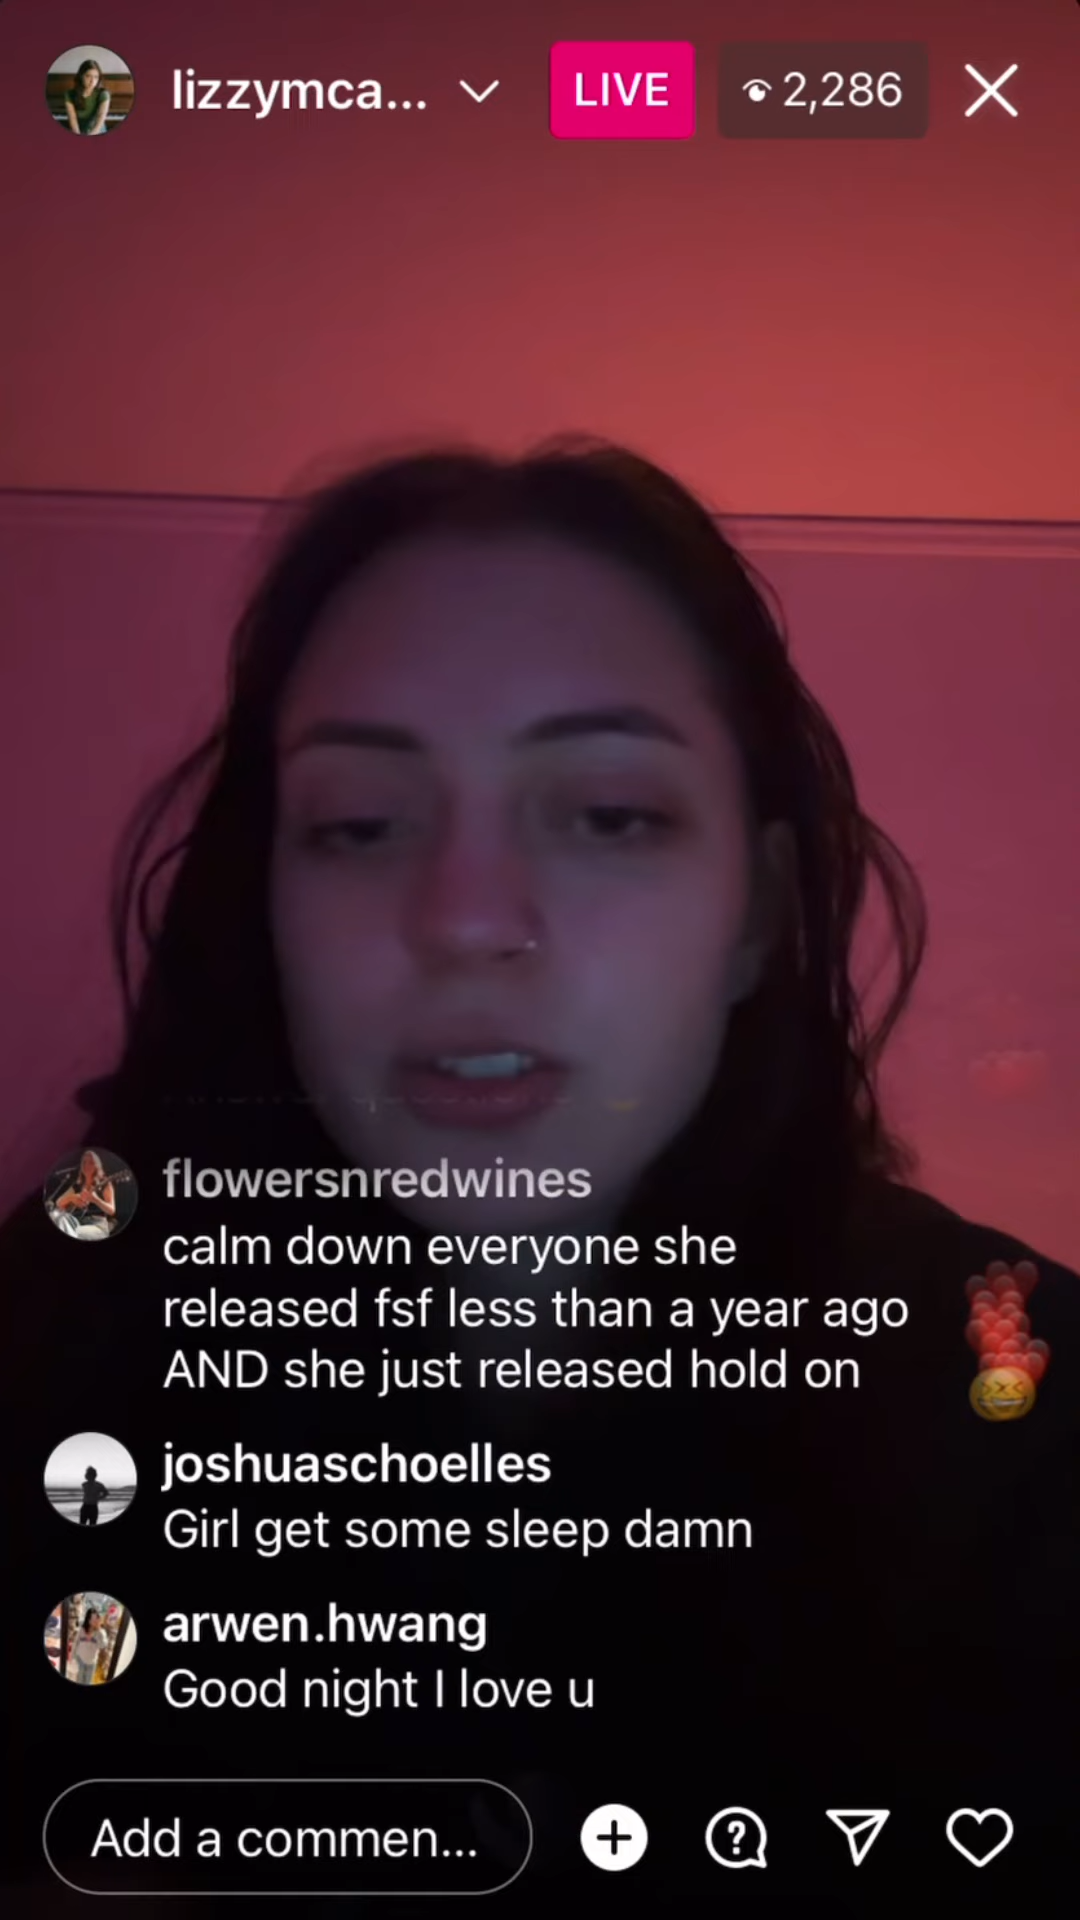 lizzymca...
LIVE
2,286
flowersnredwines
calm down everyone she
released fsf less than a year ago
AND she just released hold on
joshuaschoelles
Girl get some sleep damn
arwen.hwang
Good night I love u
Add a commen...